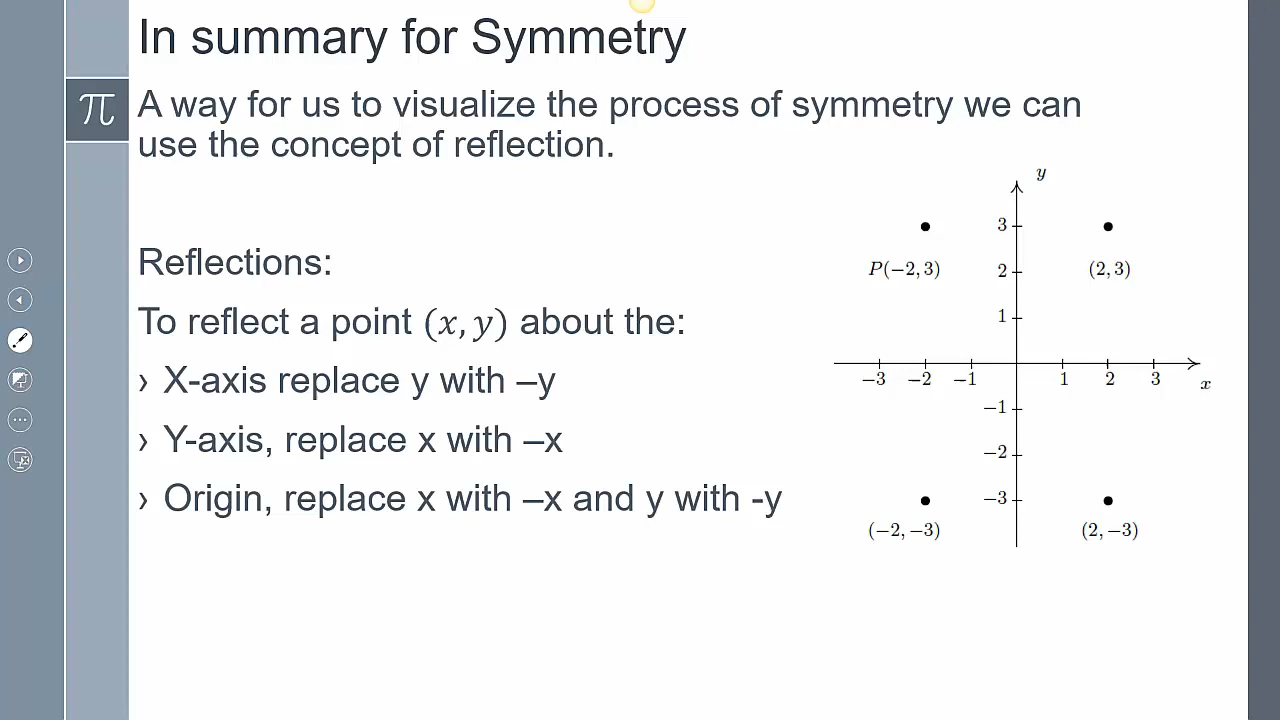 In summary for Symmetry
π
A way for us to visualize the process of symmetry we can
use the concept of reflection.
Reflections:
To reflect a point (x, y) about the:
› X-axis replace y with –y
› Y-axis, replace x with –x
› Origin, replace x with –x and y with -y
y
3
P(−2, 3)
2
(2, 3)
1
−3 −2 −1 1 2 3 x
−1
−2
−3
(−2, −3) (2, −3)